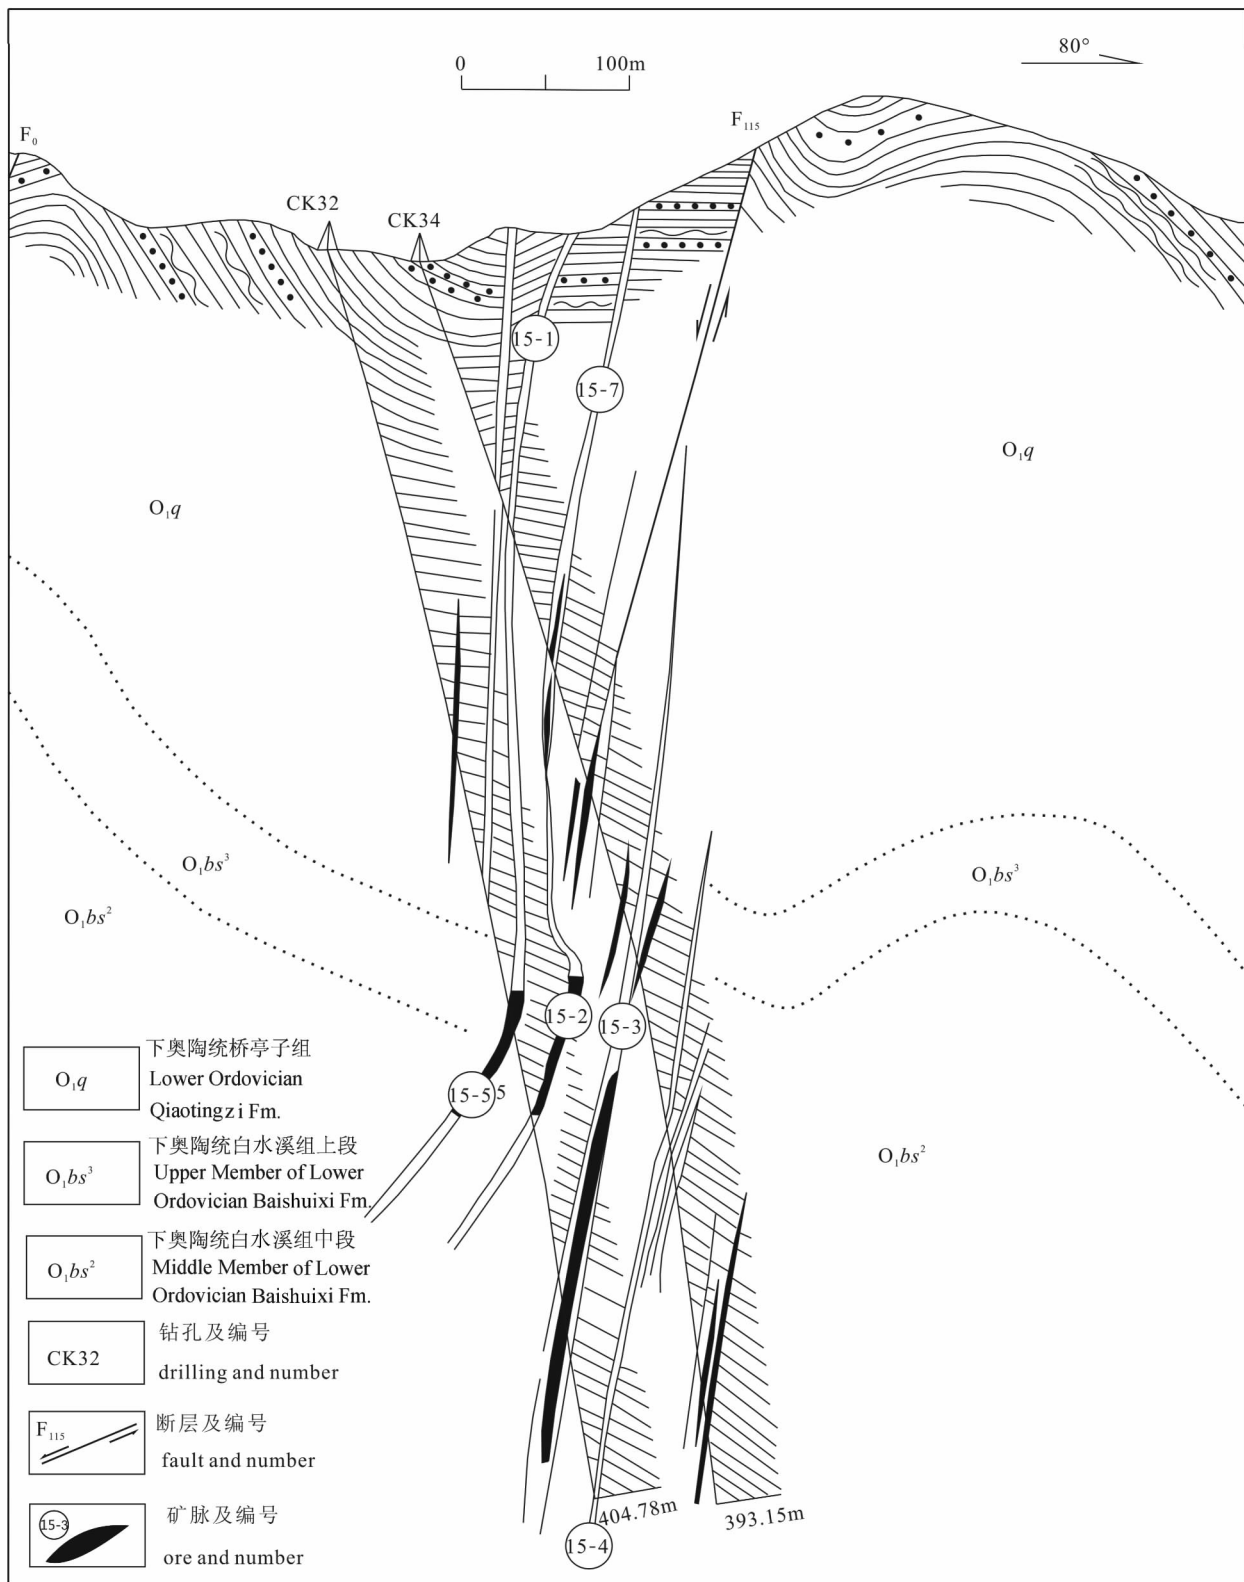 0 100m
80°
F₀
F₁₁₅
CK32
CK34
15-1
15-7
O₁q
O₁q
O₁bs³
O₁bs³
O₁bs²
15-2
15-3
15-5 5
O₁bs²
O₁q
下奥陶统桥亭子组
Lower Ordovician
Qiaotingzi Fm.
O₁bs³
下奥陶统白水溪组上段
Upper Member of Lower
Ordovician Baishuixi Fm.
O₁bs²
下奥陶统白水溪组中段
Middle Member of Lower
Ordovician Baishuixi Fm.
CK32
钻孔及编号
drilling and number
F₁₁₅
断层及编号
fault and number
15-3
矿脉及编号
ore and number
404.78m
393.15m
15-4